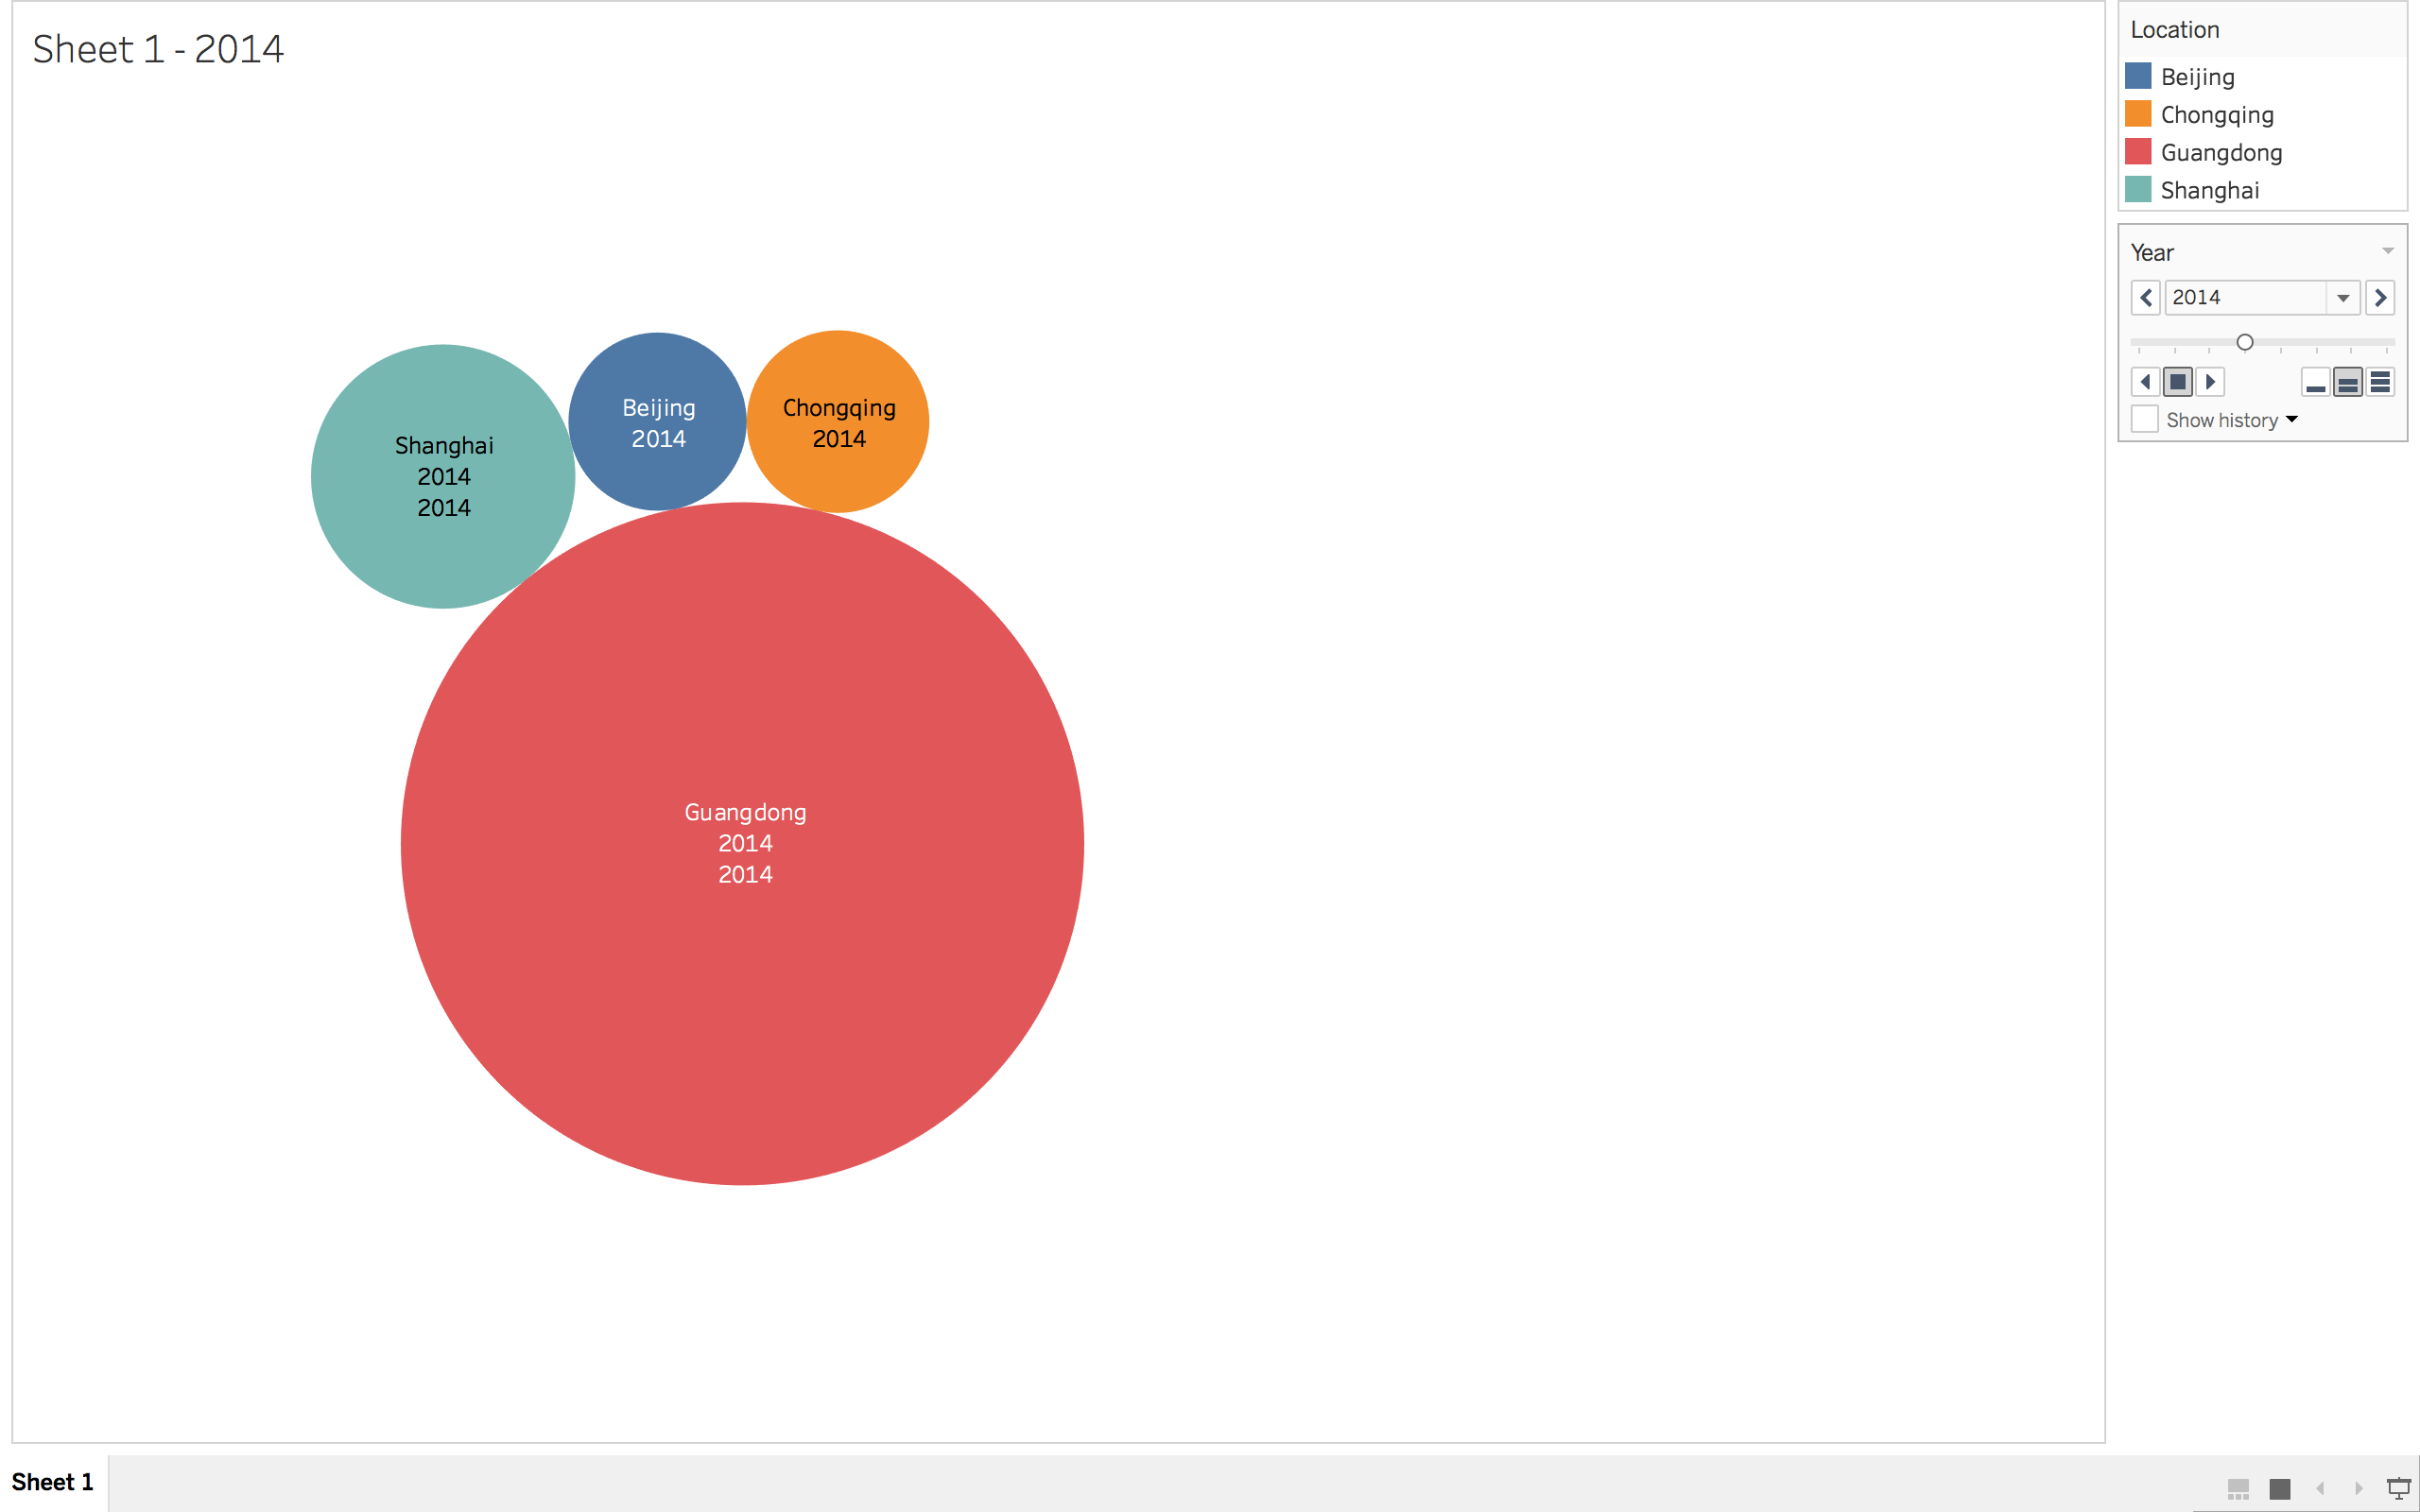 Sheet 1 - 2014
Shanghai
2014
2014
Beijing
2014
Chongqing
2014
Guangdong
2014
2014
Location
Beijing
Chongqing
Guangdong
Shanghai
Year
2014
Show history
Sheet 1